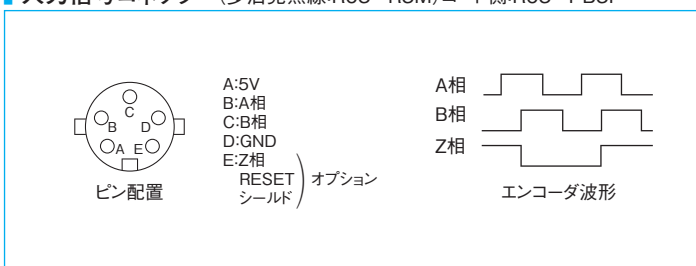 C
B D
A E
ピン配置
A:5V
B:A相
C:B相
D:GND
E:Z相
RESET
シールド
オプション
A相
B相
Z相
エンコーダ波形